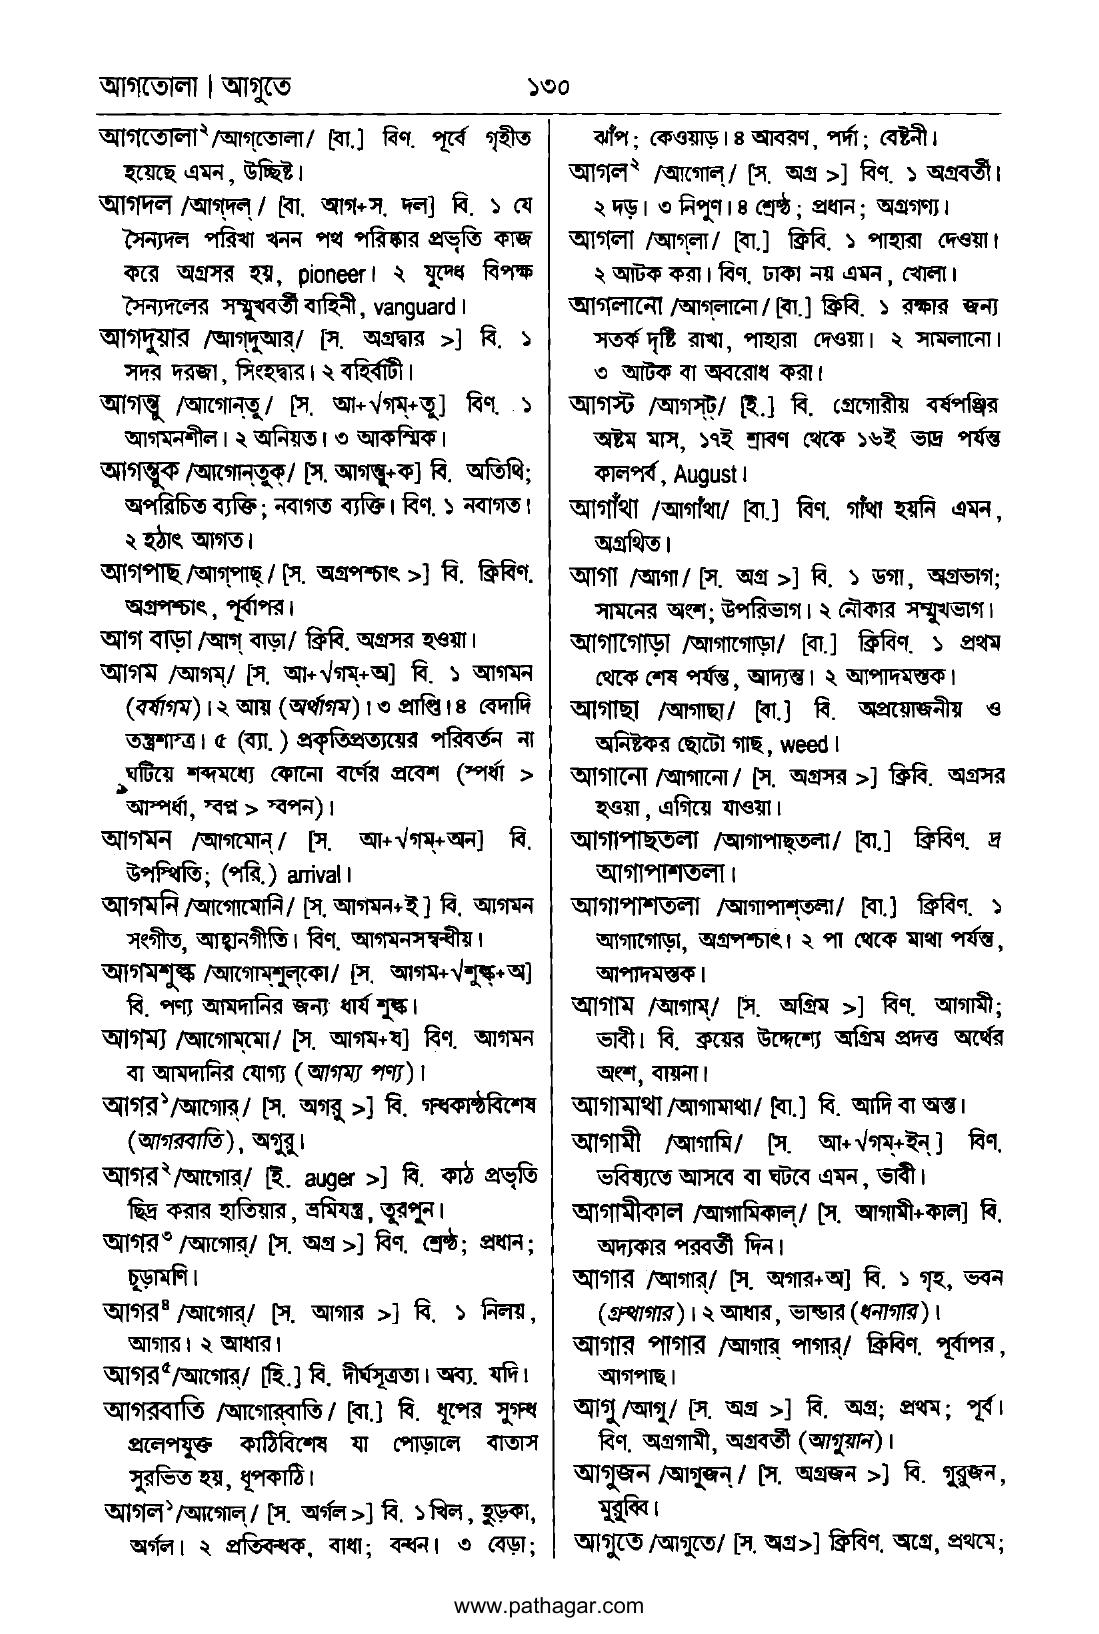 আগতোলা | আগুতে ১৩০
আগতোলা২ /আগ্‌তোলা/ [বা.] বিণ. পূর্বে গৃহীত
হয়েছে এমন, উচ্ছিষ্ট।
আগদল /আগ্‌দল্‌/ [বা. আগ+স. দল] বি. ১ যে
সৈন্যদল পরিখা খনন পথ পরিষ্কার প্রভৃতি কাজ
করে অগ্রসর হয়, pioneer। ২ যুদ্ধে বিপক্ষ
সৈন্যদলের সম্মুখবর্তী বাহিনী, vanguard।
আগদুয়ার /আগ্‌দুআর্‌/ [স. অগ্রদ্বার >] বি. ১
সদর দরজা, সিংহদ্বার। ২ বহির্বাটী।
আগন্তু /আগোন্‌তু/ [স. আ+√গম্‌+তু] বিণ. ১
আগমনশীল। ২ অনিয়ত। ৩ আকস্মিক।
আগন্তুক /আগোন্‌তুক্‌/ [স. আগন্তু+ক] বি. অতিথি;
অপরিচিত ব্যক্তি; নবাগত ব্যক্তি। বিণ. ১ নবাগত।
২ হঠাৎ আগত।
আগপাছ /আগ্‌পাছ্‌/ [স. অগ্রপশ্চাৎ >] বি. ক্রিবিণ.
অগ্রপশ্চাৎ, পূর্বাপর।
আগ বাড়া /আগ্‌ বাড়া/ ক্রিবি. অগ্রসর হওয়া।
আগম /আগম্‌/ [স. আ+√গম্‌+অ] বি. ১ আগমন
(বর্ষাগম)। ২ আয় (অর্থাগম)। ৩ প্রাপ্তি। ৪ বেদাদি
তন্ত্রশাস্ত্র। ৫ (ব্যা.) প্রকৃতিপ্রত্যয়ের পরিবর্তন না
ঘটিয়ে শব্দমধ্যে কোনো বর্ণের প্রবেশ (স্পর্ধা >
আস্পর্ধা, স্বপ্ন > স্বপন)।
আগমন /আগমোন্‌/ [স. আ+√গম্‌+অন] বি.
উপস্থিতি; (পরি.) arrival।
আগমনি /আগোমোনি/ [স. আগমন+ই] বি. আগমন
সংগীত, আহ্বানগীতি। বিণ. আগমনসম্বন্ধীয়।
আগমশুল্ক /আগোম্‌শুল্‌কো/ [স. আগম+√শুল্ক্‌+অ]
বি. পণ্য আমদানির জন্য ধার্য শুল্ক।
আগম্য /আগোম্‌মো/ [স. আগম+য] বিণ. আগমন
বা আমদানির যোগ্য (আগম্য পণ্য)।
আগর১ /আগোর্‌/ [স. অগরু >] বি. গন্ধকাষ্ঠবিশেষ
(আগরবাতি), অগুরু।
আগর২ /আগোর্‌/ [ই. auger >] বি. কাঠ প্রভৃতি
ছিদ্র করার হাতিয়ার, ভ্রমিযন্ত্র, তুরপুন।
আগর৩ /আগোর্‌/ [স. অগ্র >] বিণ. শ্রেষ্ঠ; প্রধান;
চূড়ামণি।
আগর৪ /আগোর্‌/ [স. আগার >] বি. ১ নিলয়,
আগার। ২ আধার।
আগর৫ /আগোর্‌/ [হি.] বি. দীর্ঘসূত্রতা। অব্য. যদি।
আগরবাতি /আগোর্‌বাতি/ [বা.] বি. ধূপের সুগন্ধ
প্রলেপযুক্ত কাঠিবিশেষ যা পোড়ালে বাতাস
সুরভিত হয়, ধূপকাঠি।
আগল১ /আগোল্‌/ [স. অর্গল >] বি. ১ খিল, হুড়কা,
অর্গল। ২ প্রতিবন্ধক, বাধা; বন্ধন। ৩ বেড়া;
ঝাঁপ; কেওয়াড়। ৪ আবরণ, পর্দা; বেষ্টনী।
আগল২ /আগোল্‌/ [স. অগ্র >] বিণ. ১ অগ্রবর্তী।
২ দড়। ৩ নিপুণ। ৪ শ্রেষ্ঠ; প্রধান; অগ্রগণ্য।
আগলা /আগ্‌লা/ [বা.] ক্রিবি. ১ পাহারা দেওয়া।
২ আটক করা। বিণ. ঢাকা নয় এমন, খোলা।
আগলানো /আগ্‌লানো/ [বা.] ক্রিবি. ১ রক্ষার জন্য
সতর্ক দৃষ্টি রাখা, পাহারা দেওয়া। ২ সামলানো।
৩ আটক বা অবরোধ করা।
আগস্ট /আগস্‌ট্‌/ [ই.] বি. গ্রেগোরীয় বর্ষপঞ্জির
অষ্টম মাস, ১৭ই শ্রাবণ থেকে ১৬ই ভাদ্র পর্যন্ত
কালপর্ব, August।
আগাঁথা /আগাঁথা/ [বা.] বিণ. গাঁথা হয়নি এমন,
অগ্রথিত।
আগা /আগা/ [স. অগ্র >] বি. ১ ডগা, অগ্রভাগ;
সামনের অংশ; উপরিভাগ। ২ নৌকার সম্মুখভাগ।
আগাগোড়া /আগাগোড়া/ [বা.] ক্রিবিণ. ১ প্রথম
থেকে শেষ পর্যন্ত, আদ্যন্ত। ২ আপাদমস্তক।
আগাছা /আগাছা/ [বা.] বি. অপ্রয়োজনীয় ও
অনিষ্টকর ছোটো গাছ, weed।
আগানো /আগানো/ [স. অগ্রসর >] ক্রিবি. অগ্রসর
হওয়া, এগিয়ে যাওয়া।
আগাপাছতলা /আগাপাছ্‌তলা/ [বা.] ক্রিবিণ. দ্র
আগাপাশতলা।
আগাপাশতলা /আগাপাশ্‌তলা/ [বা.] ক্রিবিণ. ১
আগাগোড়া, অগ্রপশ্চাৎ। ২ পা থেকে মাথা পর্যন্ত,
আপাদমস্তক।
আগাম /আগাম্‌/ [স. অগ্রিম >] বিণ. আগামী;
ভাবী। বি. ক্রয়ের উদ্দেশ্যে অগ্রিম প্রদত্ত অর্থের
অংশ, বায়না।
আগামাথা /আগামাথা/ [বা.] বি. আদি বা অন্ত।
আগামী /আগামি/ [স. আ+√গম্‌+ইন্‌] বিণ.
ভবিষ্যতে আসবে বা ঘটবে এমন, ভাবী।
আগামীকাল /আগামিকাল্‌/ [স. আগামী+কাল] বি.
অদ্যকার পরবর্তী দিন।
আগার /আগার্‌/ [স. অগার+অ] বি. ১ গৃহ, ভবন
(গ্রন্থাগার)। ২ আধার, ভান্ডার (ধনাগার)।
আগার পাগার /আগার্‌ পাগার্‌/ ক্রিবিণ. পূর্বাপর,
আগপাছ।
আগু /আগু/ [স. অগ্র >] বি. অগ্র; প্রথম; পূর্ব।
বিণ. অগ্রগামী, অগ্রবর্তী (আগুয়ান)।
আগুজন /আগুজন্‌/ [স. অগ্রজন >] বি. গুরুজন,
মুরুব্বি।
আগুতে /আগুতে/ [স. অগ্র>] ক্রিবিণ. অগ্রে, প্রথমে;
www.pathagar.com